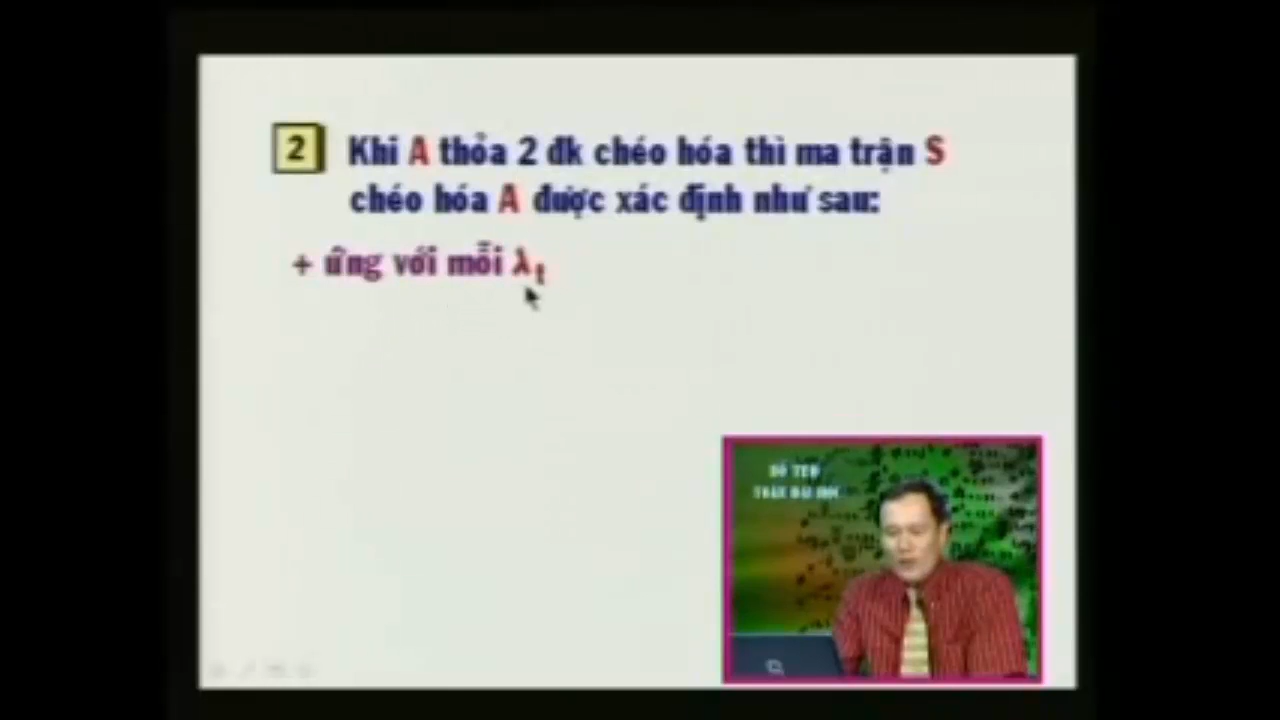 2 Khi A thỏa 2 đk chéo hóa thì ma trận S
chéo hóa A được xác định như sau:
+ ứng với mỗi λₜ